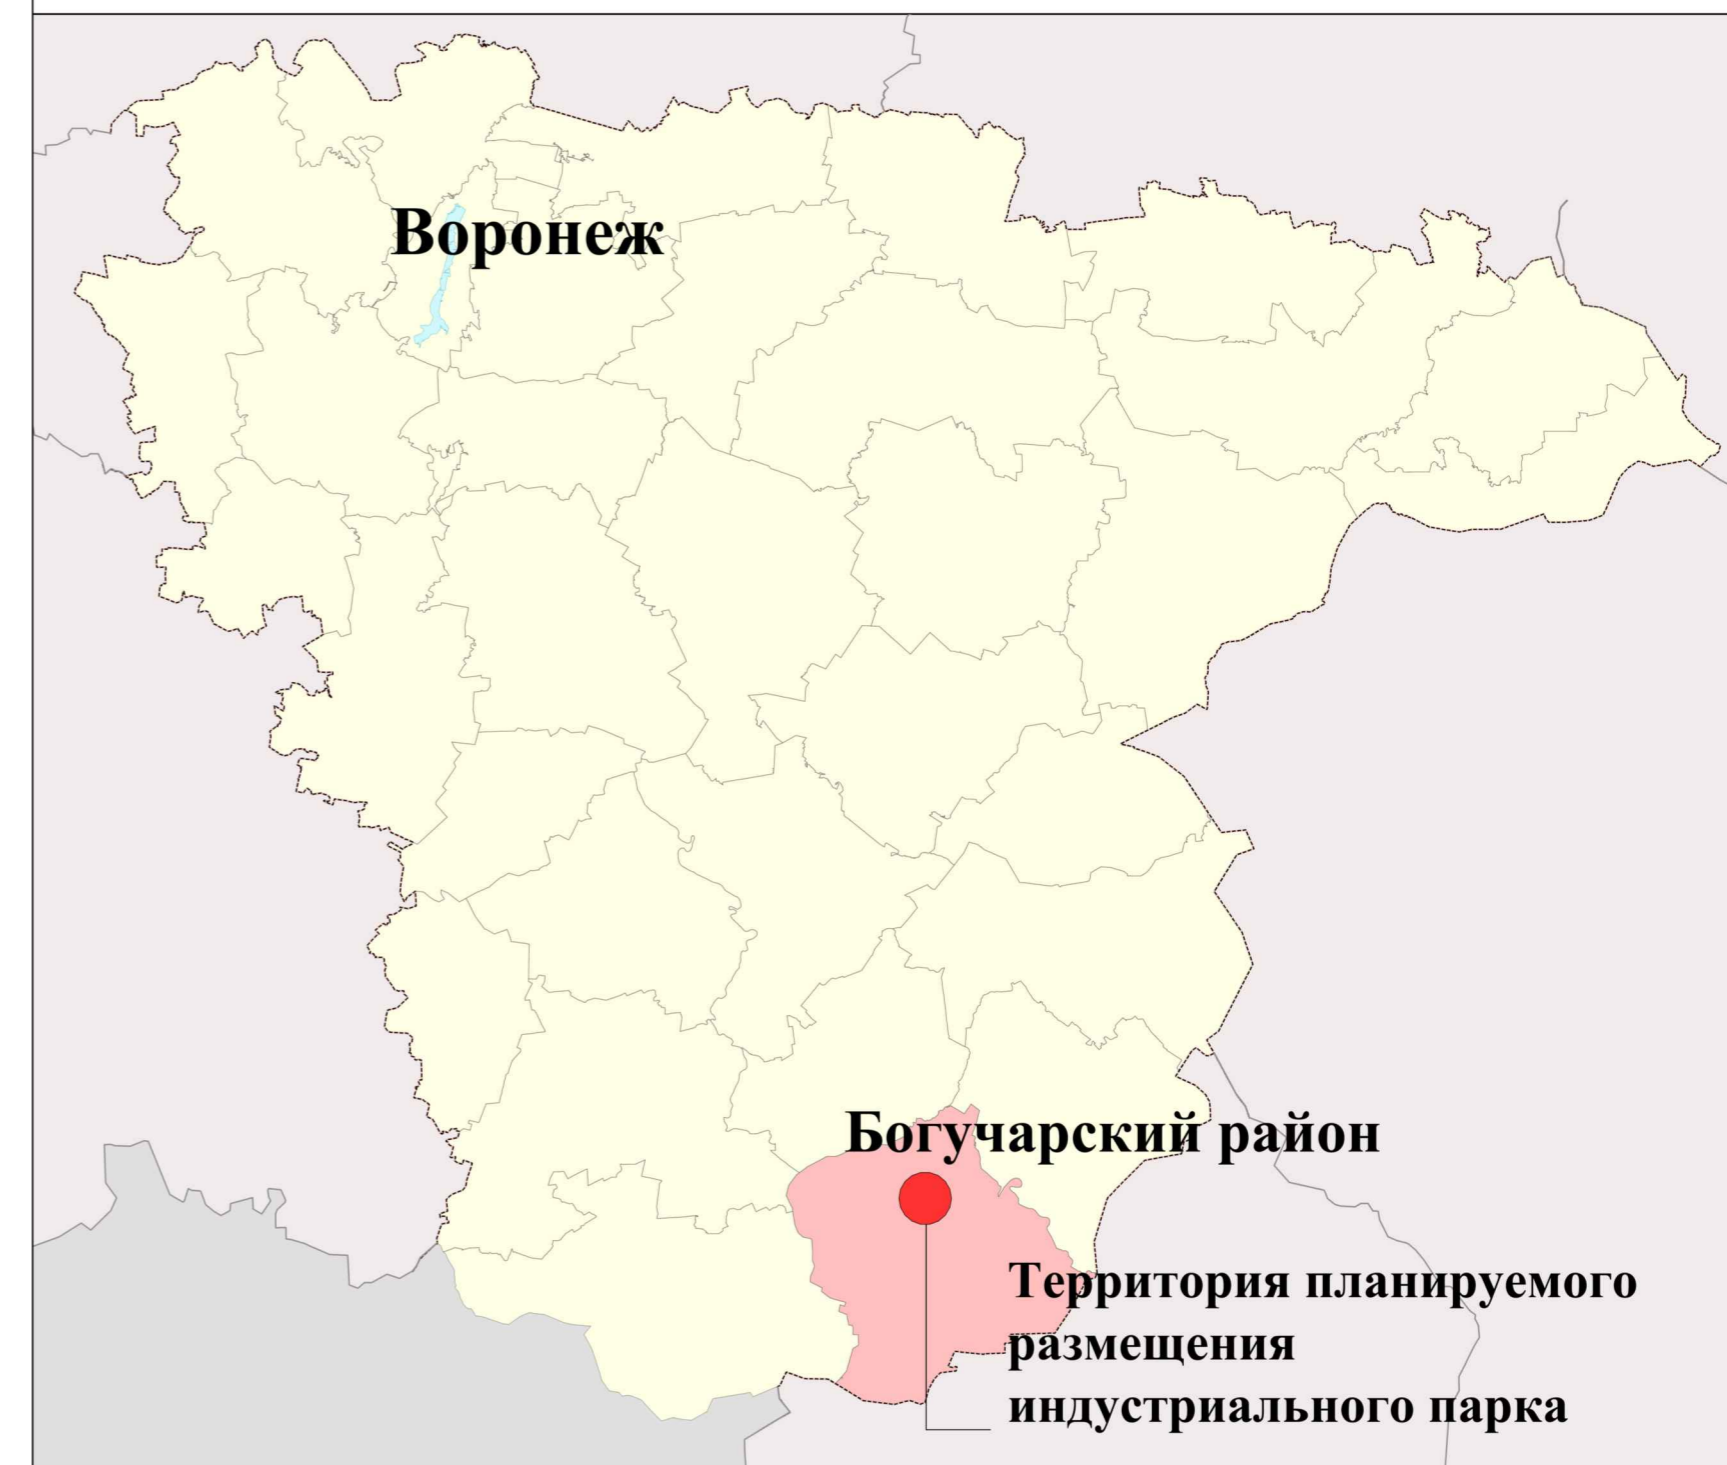 Воронеж
Богучарский район
Территория планируемого
размещения
индустриального парка